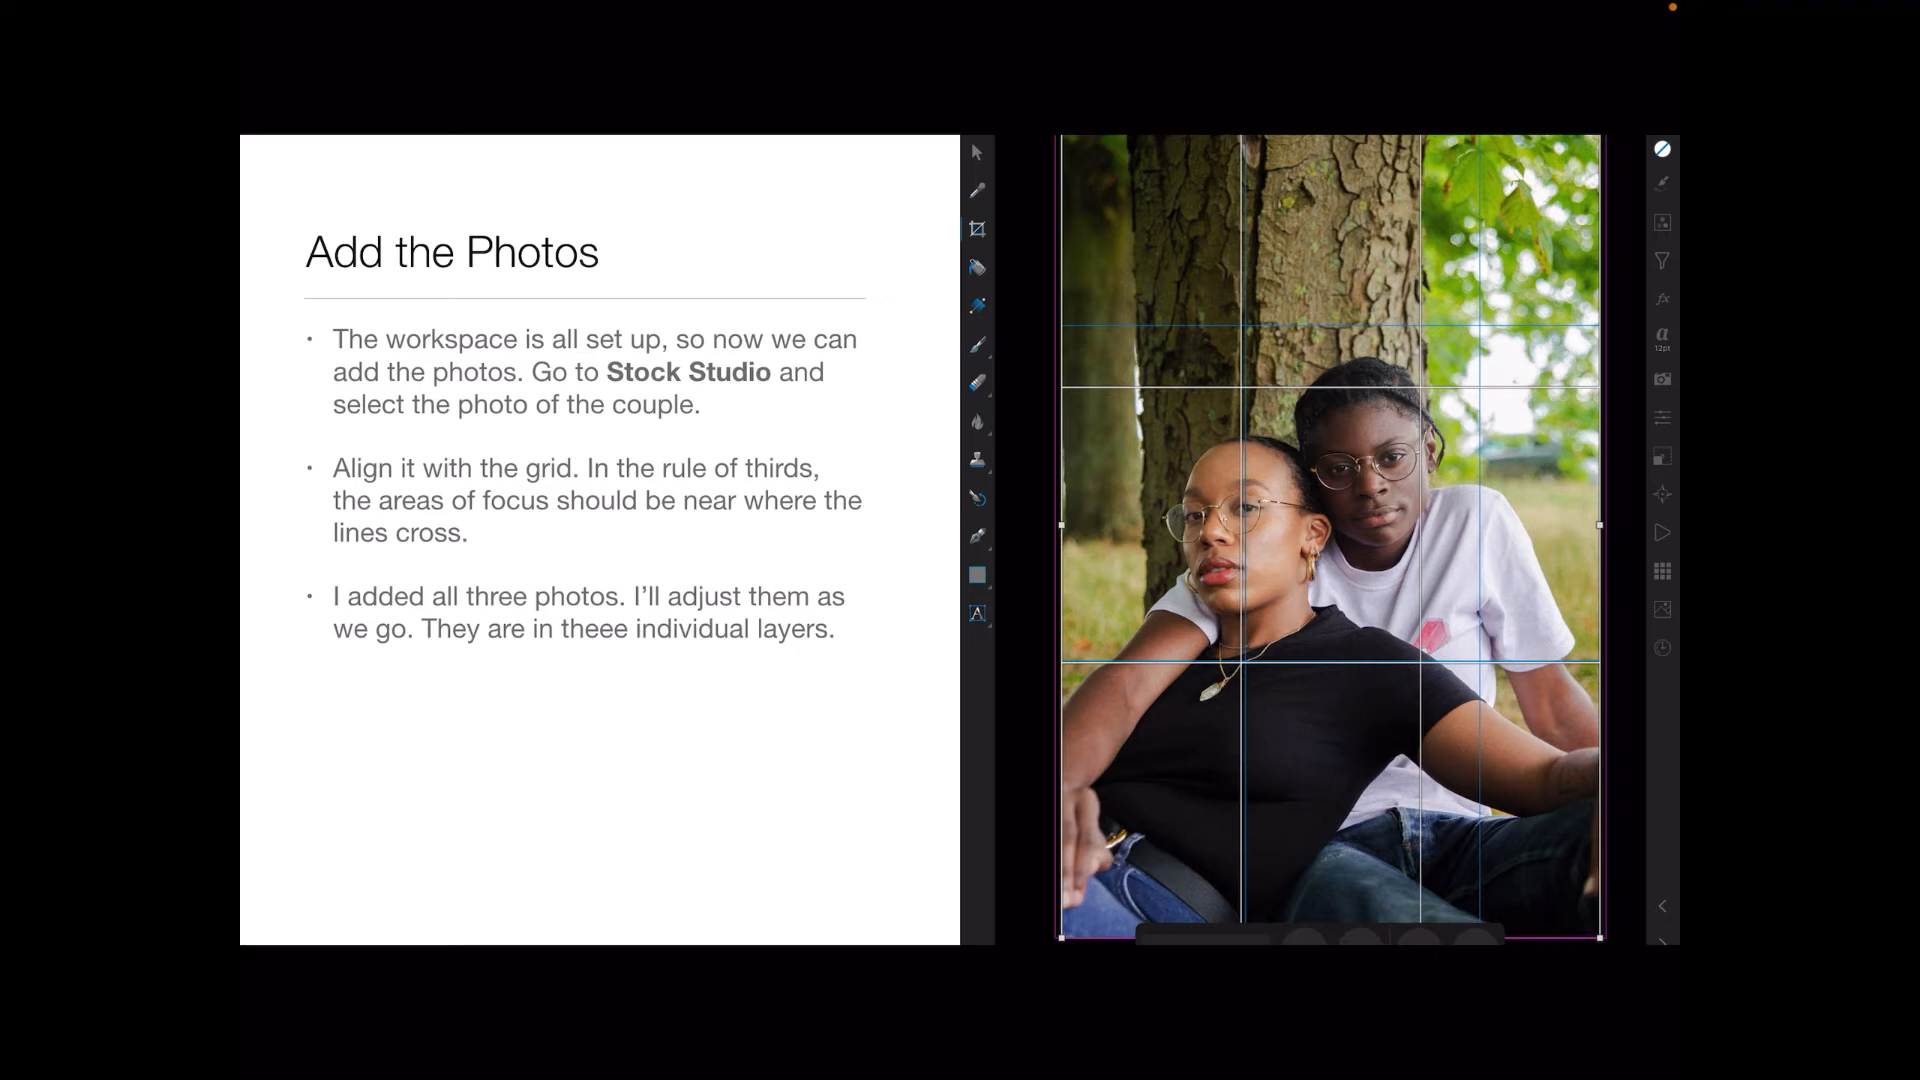 Add the Photos
• The workspace is all set up, so now we can
add the photos. Go to Stock Studio and
select the photo of the couple.
• Align it with the grid. In the rule of thirds,
the areas of focus should be near where the
lines cross.
• I added all three photos. I’ll adjust them as
we go. They are in theee individual layers.
A
fx
a
12pt